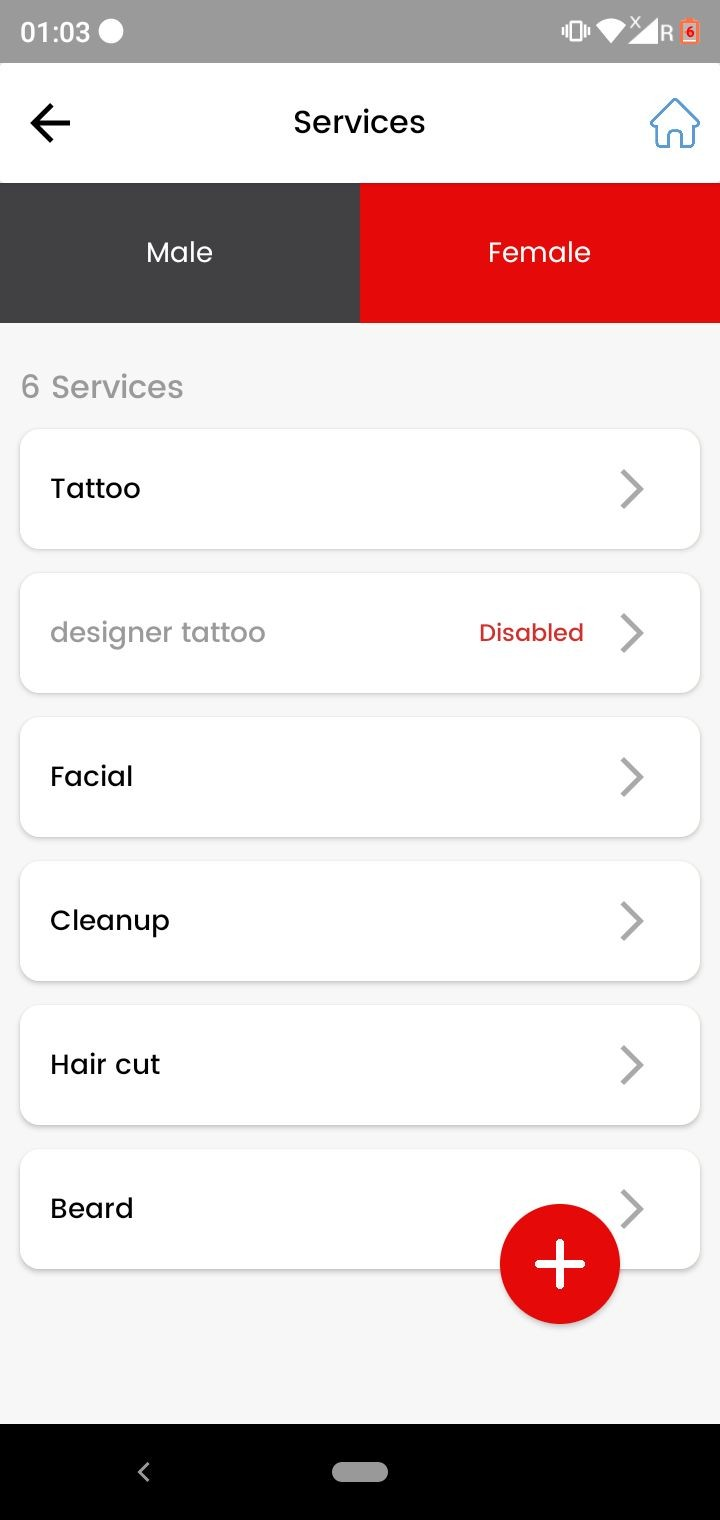 01:03
X
R
6
Services
Male
Female
6 Services
Tattoo
designer tattoo Disabled
Facial
Cleanup
Hair cut
Beard